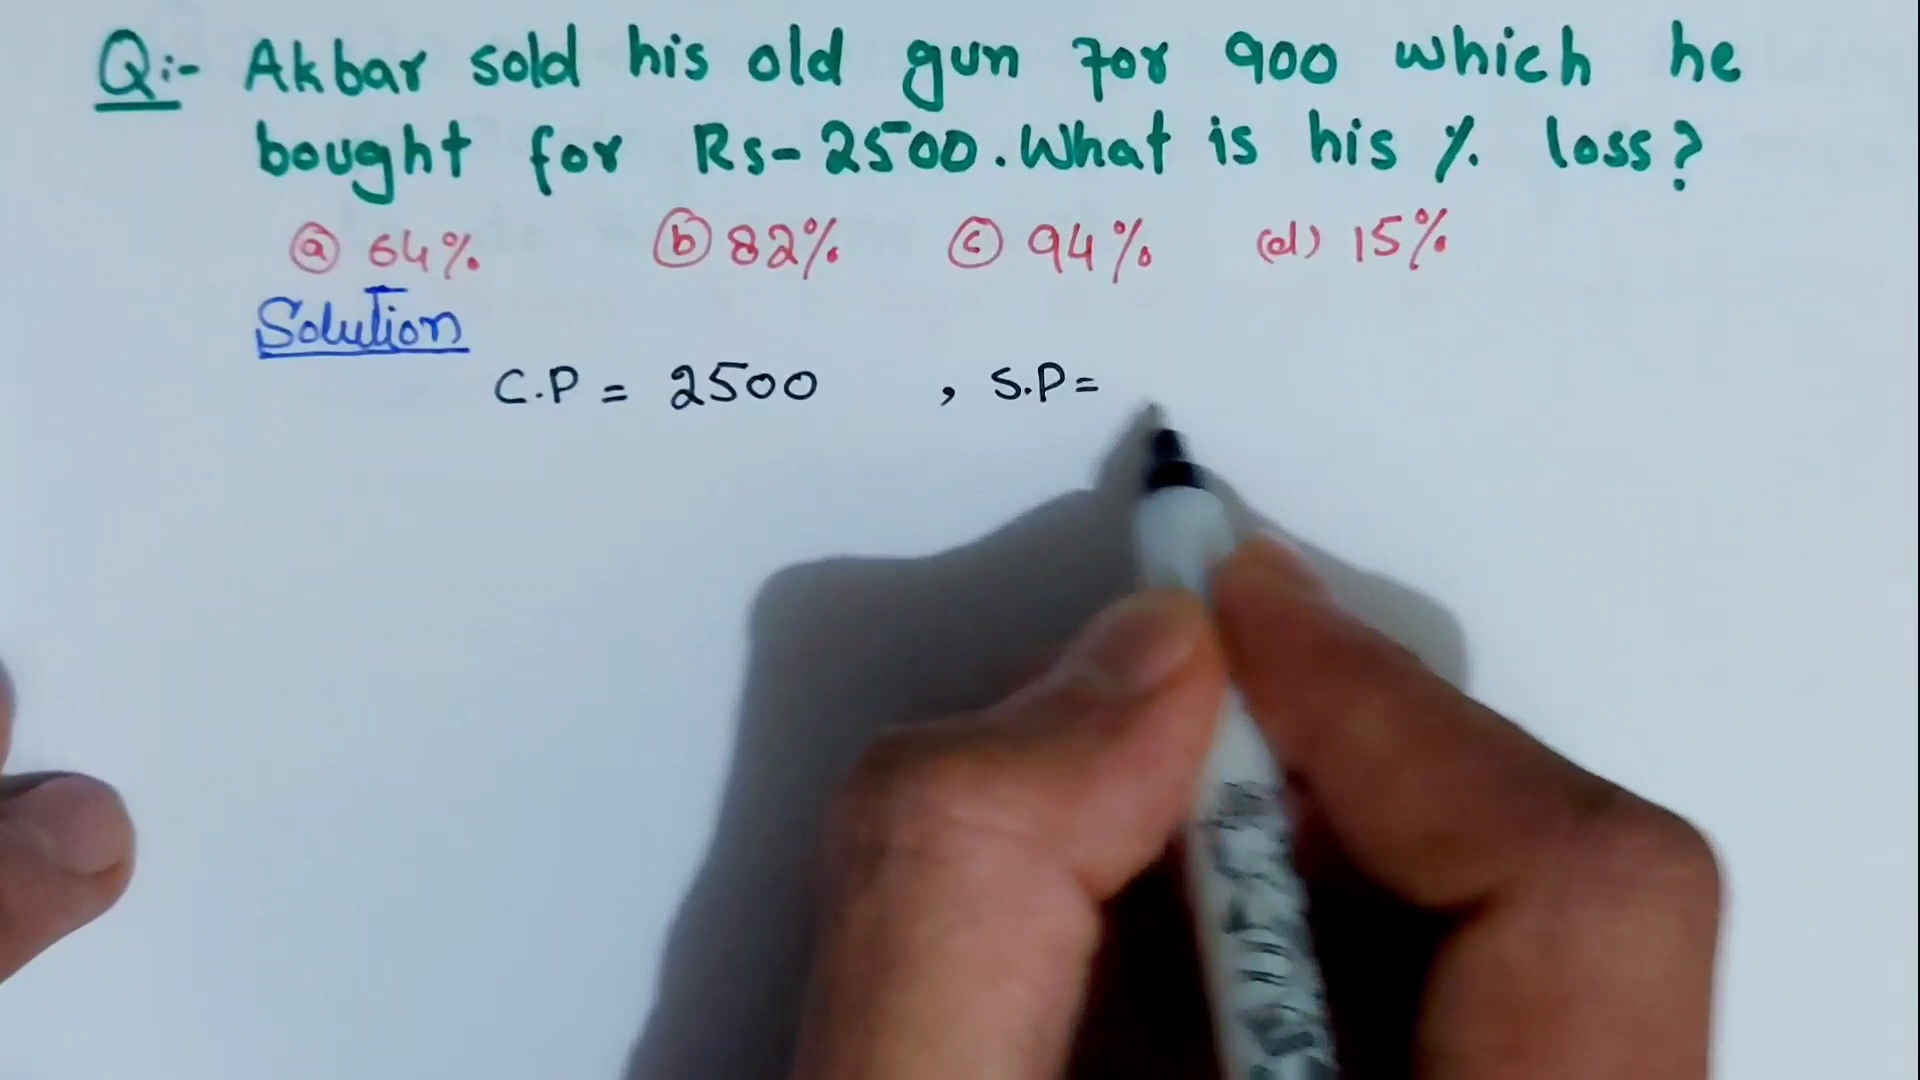 Q:- Akbar sold his old gun for 900 which he
bought for Rs-2500. What is his % loss?
(a) 64% (b) 82% (c) 94% (d) 15%
Solution
C.P = 2500 , S.P =